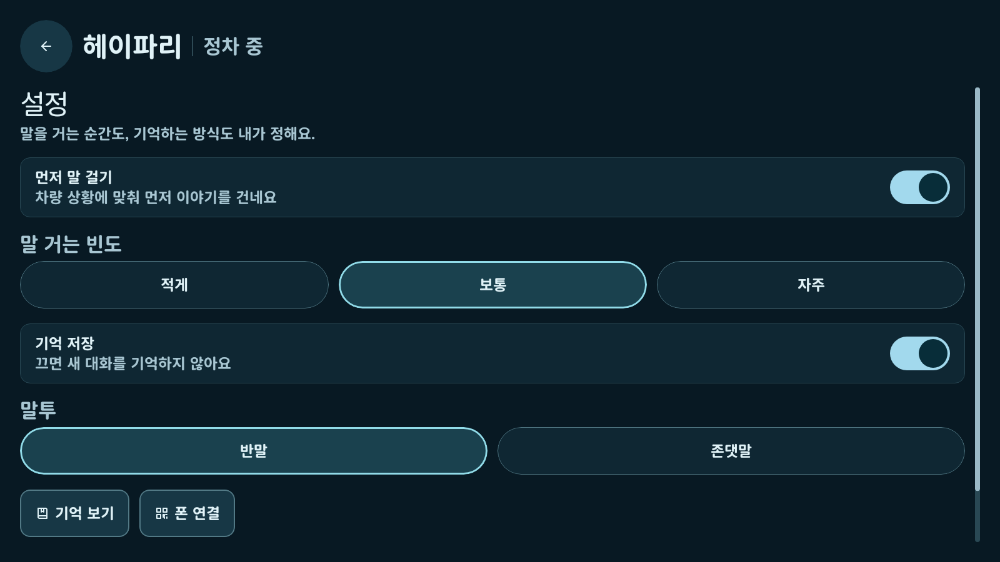 헤이파리
정차 중
설정
말을 거는 순간도, 기억하는 방식도 내가 정해요.
먼저 말 걸기
차량 상황에 맞춰 먼저 이야기를 건네요
말 거는 빈도
적게
보통
자주
기억 저장
끄면 새 대화를 기억하지 않아요
말투
반말
존댓말
기억 보기
폰 연결